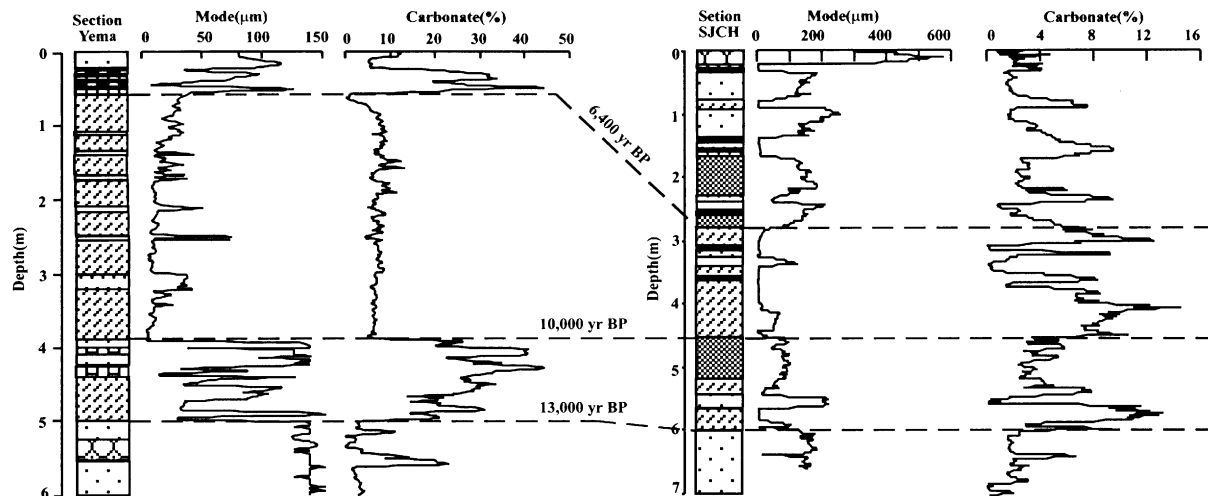 Section
Yema
Mode(μm)
Carbonate(%)
0 50 100 150
0 10 20 30 40 50
Depth(m)
0
1
2
3
4
5
6
6,400 yr BP
10,000 yr BP
13,000 yr BP
Setion
SJCH
Mode(μm)
Carbonate(%)
0 200 400 600
0 4 8 12 16
Depth(m)
0
1
2
3
4
5
6
7